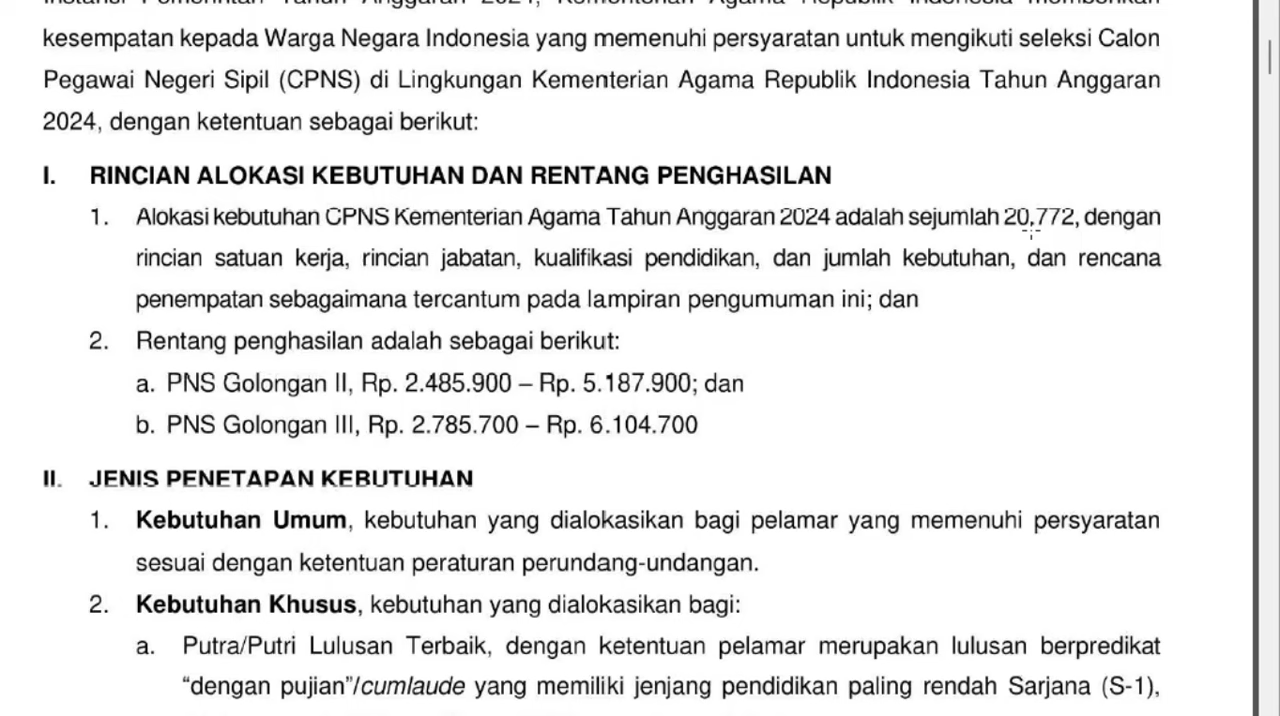 kesempatan kepada Warga Negara Indonesia yang memenuhi persyaratan untuk mengikuti seleksi Calon
Pegawai Negeri Sipil (CPNS) di Lingkungan Kementerian Agama Republik Indonesia Tahun Anggaran
2024, dengan ketentuan sebagai berikut:
I. RINCIAN ALOKASI KEBUTUHAN DAN RENTANG PENGHASILAN
1. Alokasi kebutuhan CPNS Kementerian Agama Tahun Anggaran 2024 adalah sejumlah 20.772, dengan
rincian satuan kerja, rincian jabatan, kualifikasi pendidikan, dan jumlah kebutuhan, dan rencana
penempatan sebagaimana tercantum pada lampiran pengumuman ini; dan
2. Rentang penghasilan adalah sebagai berikut:
a. PNS Golongan II, Rp. 2.485.900 – Rp. 5.187.900; dan
b. PNS Golongan III, Rp. 2.785.700 – Rp. 6.104.700
II. JENIS PENETAPAN KEBUTUHAN
1. Kebutuhan Umum, kebutuhan yang dialokasikan bagi pelamar yang memenuhi persyaratan
sesuai dengan ketentuan peraturan perundang-undangan.
2. Kebutuhan Khusus, kebutuhan yang dialokasikan bagi:
a. Putra/Putri Lulusan Terbaik, dengan ketentuan pelamar merupakan lulusan berpredikat
“dengan pujian”/cumlaude yang memiliki jenjang pendidikan paling rendah Sarjana (S-1),